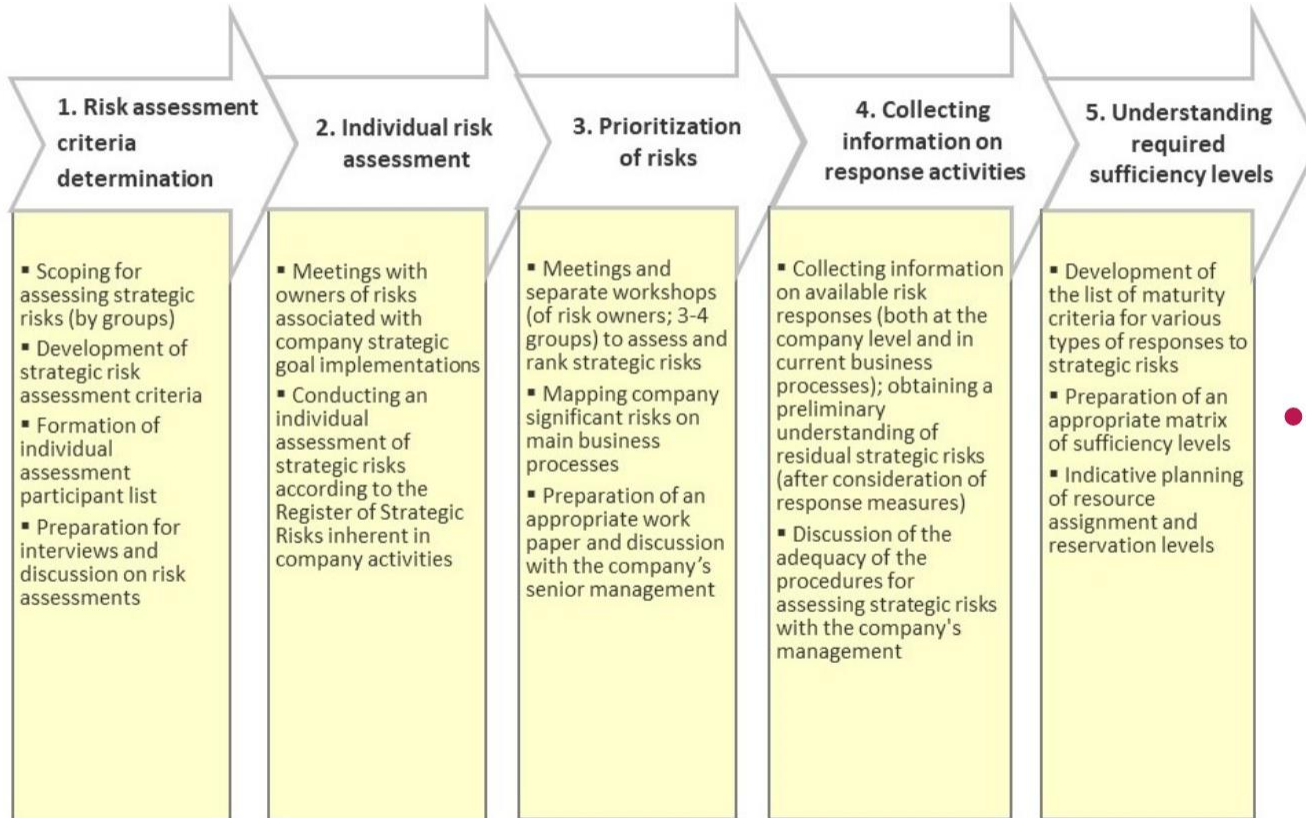 1. Risk assessment
criteria
determination
2. Individual risk
assessment
3. Prioritization
of risks
4. Collecting
information on
response activities
5. Understanding
required
sufficiency levels
▪ Scoping for
assessing strategic
risks (by groups)
▪ Development of
strategic risk
assessment criteria
▪ Formation of
individual
assessment
participant list
▪ Preparation for
interviews and
discussion on risk
assessments
▪ Meetings with
owners of risks
associated with
company strategic
goal implementations
▪ Conducting an
individual
assessment of
strategic risks
according to the
Register of Strategic
Risks inherent in
company activities
▪ Meetings and
separate workshops
(of risk owners; 3-4
groups) to assess and
rank strategic risks
▪ Mapping company
significant risks on
main business
processes
▪ Preparation of an
appropriate work
paper and discussion
with the company's
senior management
▪ Collecting information
on available risk
responses (both at the
company level and in
current business
processes); obtaining a
preliminary
understanding of
residual strategic risks
(after consideration of
response measures)
▪ Discussion of the
adequacy of the
procedures for
assessing strategic risks
with the company's
management
▪ Development of
the list of maturity
criteria for various
types of responses to
strategic risks
▪ Preparation of an
appropriate matrix
of sufficiency levels
▪ Indicative planning
of resource
assignment and
reservation levels